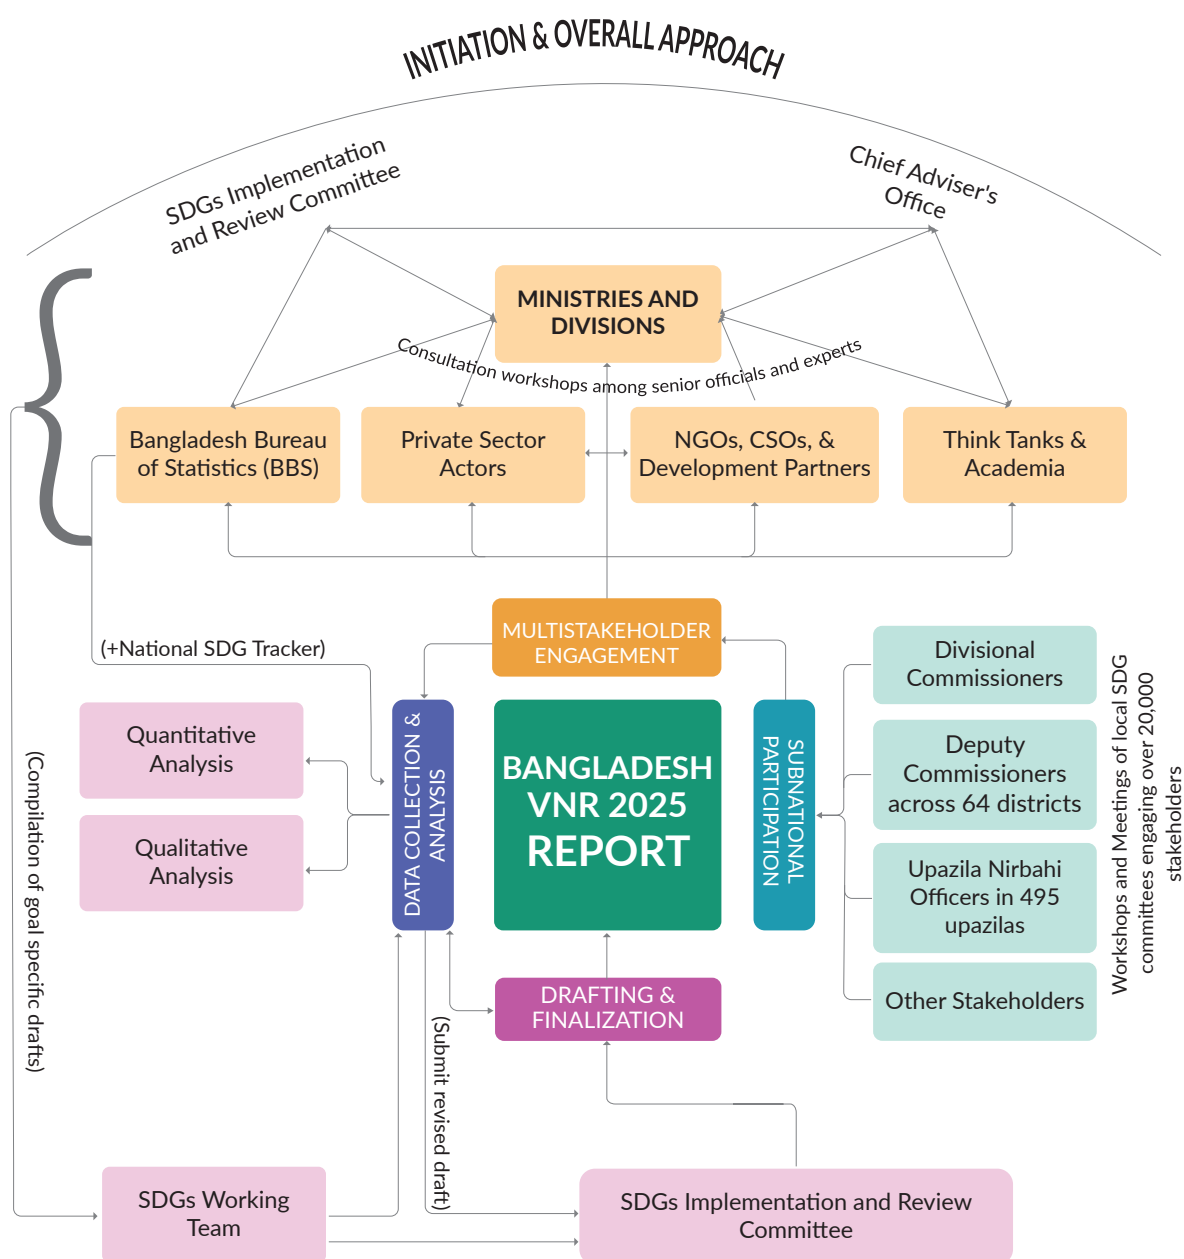 INITIATION & OVERALL APPROACH
SDGs Implementation
and Review Committee
Chief Adviser's
Office
MINISTRIES AND
DIVISIONS
Consultation workshops among senior officials and experts
Bangladesh Bureau
of Statistics (BBS)
Private Sector
Actors
NGOs, CSOs, &
Development Partners
Think Tanks &
Academia
MULTISTAKEHOLDER
ENGAGEMENT
(+National SDG Tracker)
Divisional
Commissioners
Deputy
Commissioners
across 64 districts
Upazila Nirbahi
Officers in 495
upazilas
Other Stakeholders
Workshops and Meetings of local SDG
committees engaging over 20,000
stakeholders
Quantitative
Analysis
Qualitative
Analysis
DATA COLLECTION &
ANALYSIS
BANGLADESH
VNR 2025
REPORT
SUBNATIONAL
PARTICIPATION
(Compilation of goal specific drafts)
DRAFTING &
FINALIZATION
(Submit revised draft)
SDGs Working
Team
SDGs Implementation and Review
Committee